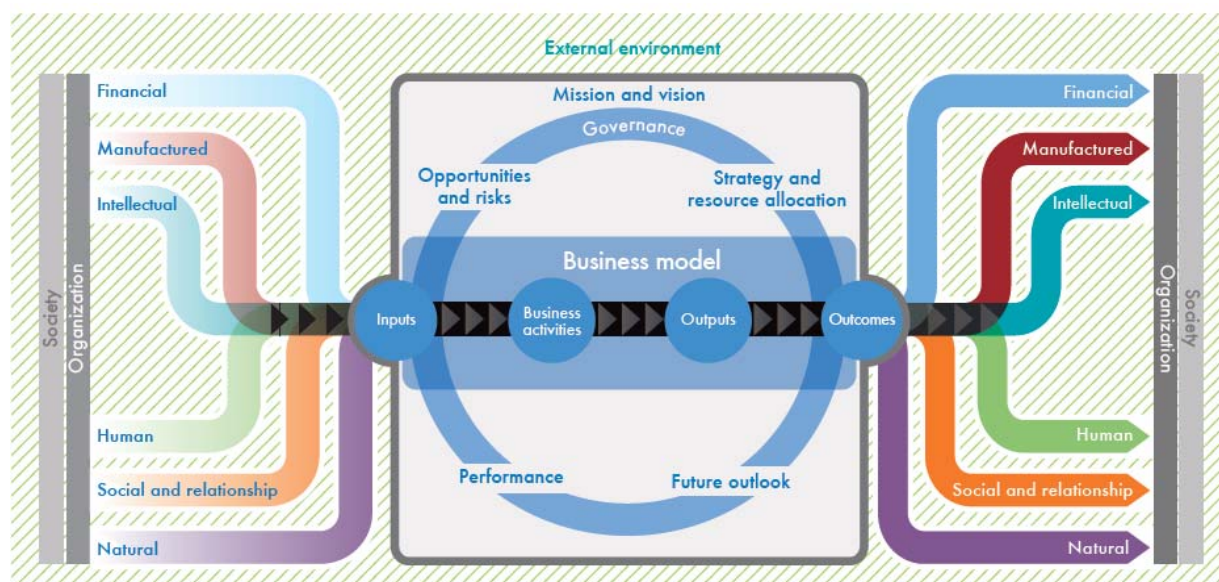 External environment
Society
Organization
Financial
Manufactured
Intellectual
Human
Social and relationship
Natural
Mission and vision
Governance
Opportunities
and risks
Strategy and
resource allocation
Business model
Inputs
Business
activities
Outputs
Outcomes
Performance
Future outlook
Financial
Manufactured
Intellectual
Human
Social and relationship
Natural
Organization
Society